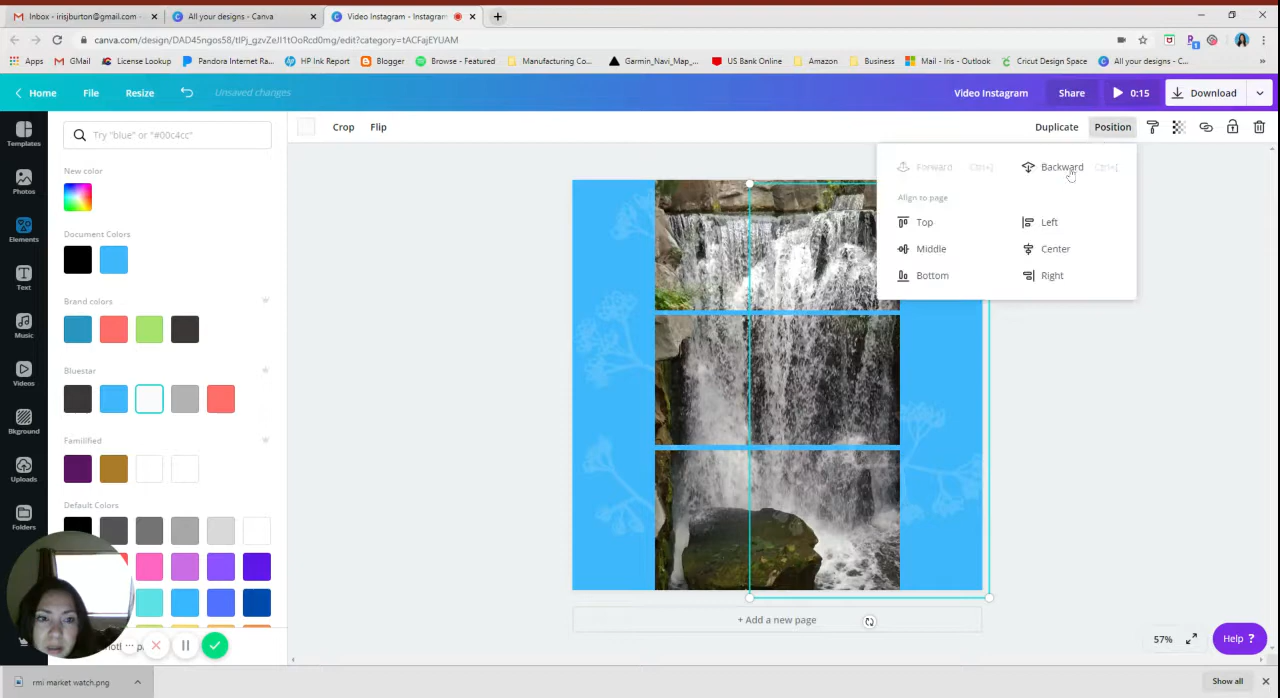 Inbox - irisjburton@gmail.com -
All your designs - Canva
Video Instagram - Instagram
canva.com/design/DAD45ngos58/tIPj_gzvZeJI1tOoRcd0mg/edit?category=tACFajEYUAM
Apps
GMail
License Lookup
Pandora Internet Ra...
HP Ink Report
Blogger
Browse - Featured
Manufacturing Co...
Garmin_Navi_Map_...
US Bank Online
Amazon
Business
Mail - Iris - Outlook
Cricut Design Space
All your designs - C...
Home
File
Resize
Unsaved changes
Video Instagram
Share
0:15
Download
Templates
Photos
Elements
Text
Music
Videos
Bkground
Uploads
Folders
Try "blue" or "#00c4cc"
New color
Document Colors
Brand colors
Bluestar
Familified
Default Colors
Crop
Flip
Duplicate
Position
Forward Ctrl+]
Backward Ctrl+[
Align to page
Top
Left
Middle
Center
Bottom
Right
+ Add a new page
57%
Help ?
rmi market watch.png
Show all